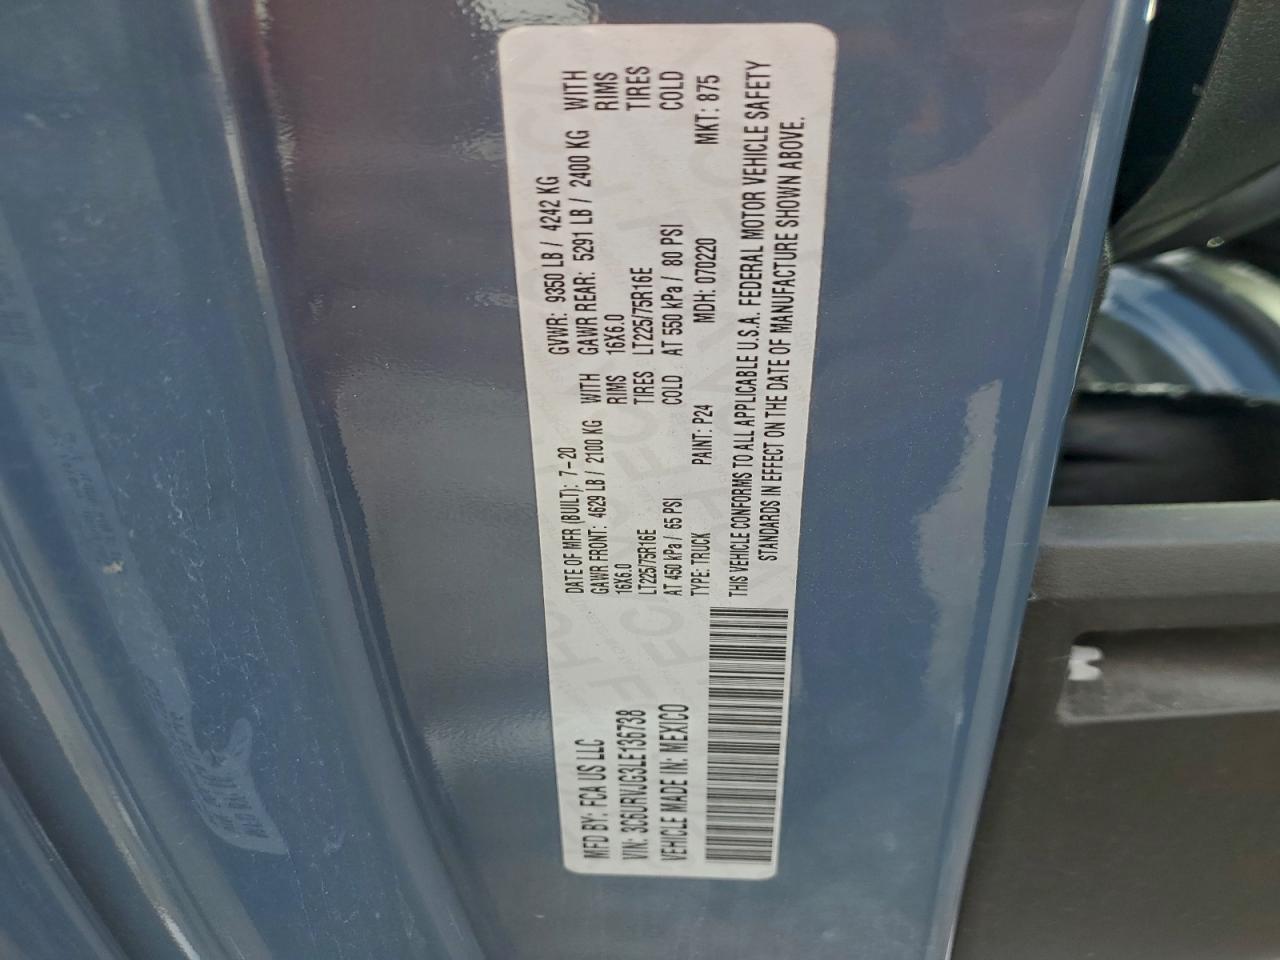 MFD BY: FCA US LLC
DATE OF MFR (BUILT): 7-20
GVWR: 9350 LB / 4242 KG
VIN: 3C6URVJG3LE136738
GAWR FRONT: 4629 LB / 2100 KG WITH
GAWR REAR: 5291 LB / 2400 KG WITH
16X6.0 RIMS
16X6.0 RIMS
LT225/75R16E TIRES
LT225/75R16E TIRES
AT 450 kPa / 65 PSI COLD
AT 550 kPa / 80 PSI COLD
VEHICLE MADE IN: MEXICO
TYPE: TRUCK PAINT: P24 MDH: 070220 MKT: 875
THIS VEHICLE CONFORMS TO ALL APPLICABLE U.S.A. FEDERAL MOTOR VEHICLE SAFETY
STANDARDS IN EFFECT ON THE DATE OF MANUFACTURE SHOWN ABOVE.